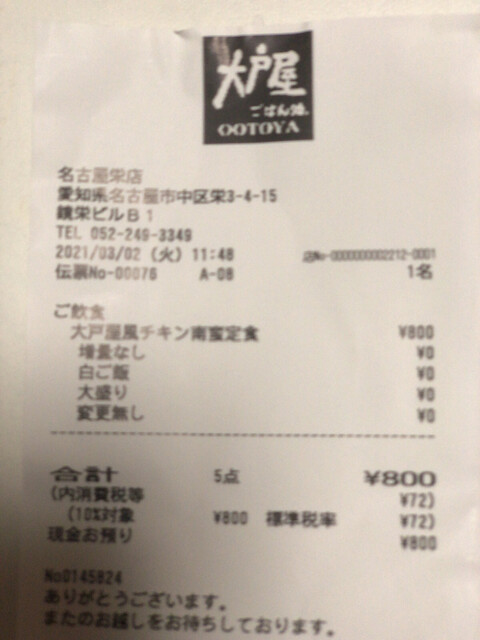 大戸屋
ごはん処
OOTOYA
名古屋栄店
愛知県名古屋市中区栄3-4-15
鏡栄ビルB1
TEL 052-249-3349
2021/03/02 (火) 11:48
店No-0000000002212-0001
伝票No-00076 A-08 1名
ご飲食
大戸屋風チキン南蛮定食 ¥800
増量なし ¥0
白ご飯 ¥0
大盛り ¥0
変更無し ¥0
合計 5点 ¥800
(内消費税等 ¥72)
(10%対象 ¥800 標準税率 ¥72)
現金お預り ¥800
No0145824
ありがとうございます。
またのお越しをお待ちしております。